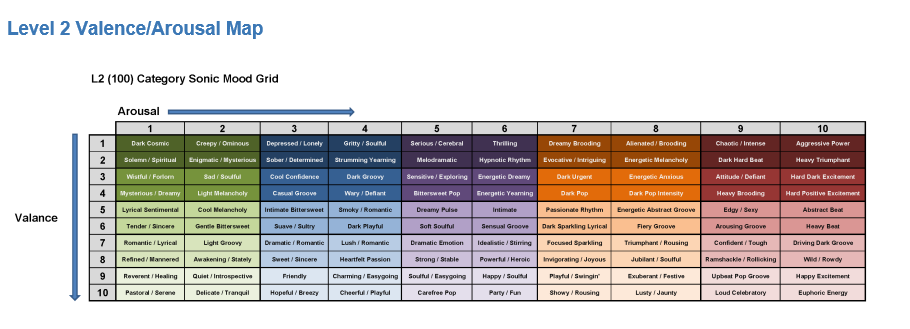 Level 2 Valence/Arousal Map
L2 (100) Category Sonic Mood Grid
Arousal
1 2 3 4 5 6 7 8 9 10
1 Dark Cosmic Creepy / Ominous Depressed / Lonely Gritty / Soulful Serious / Cerebral Thrilling Dreamy Brooding Alienated / Brooding Chaotic / Intense Aggressive Power
2 Solemn / Spiritual Enigmatic / Mysterious Sober / Determined Strumming Yearning Melodramatic Hypnotic Rhythm Evocative / Intriguing Energetic Melancholy Dark Hard Beat Heavy Triumphant
3 Wistful / Forlorn Sad / Soulful Cool Confidence Dark Groovy Sensitive / Exploring Energetic Dreamy Dark Urgent Energetic Anxious Attitude / Defiant Hard Dark Excitement
4 Mysterious / Dreamy Light Melancholy Casual Groove Wary / Defiant Bittersweet Pop Energetic Yearning Dark Pop Dark Pop Intensity Heavy Brooding Hard Positive Excitement
Valance
5 Lyrical Sentimental Cool Melancholy Intimate Bittersweet Smoky / Romantic Dreamy Pulse Intimate Passionate Rhythm Energetic Abstract Groove Edgy / Sexy Abstract Beat
6 Tender / Sincere Gentle Bittersweet Suave / Sultry Dark Playful Soft Soulful Sensual Groove Dark Sparkling Lyrical Fiery Groove Arousing Groove Heavy Beat
7 Romantic / Lyrical Light Groovy Dramatic / Romantic Lush / Romantic Dramatic Emotion Idealistic / Stirring Focused Sparkling Triumphant / Rousing Confident / Tough Driving Dark Groove
8 Refined / Mannered Awakening / Stately Sweet / Sincere Heartfelt Passion Strong / Stable Powerful / Heroic Invigorating / Joyous Jubilant / Soulful Ramshackle / Rollicking Wild / Rowdy
9 Reverent / Healing Quiet / Introspective Friendly Charming / Easygoing Soulful / Easygoing Happy / Soulful Playful / Swingin' Exuberant / Festive Upbeat Pop Groove Happy Excitement
10 Pastoral / Serene Delicate / Tranquil Hopeful / Breezy Cheerful / Playful Carefree Pop Party / Fun Showy / Rousing Lusty / Jaunty Loud Celebratory Euphoric Energy